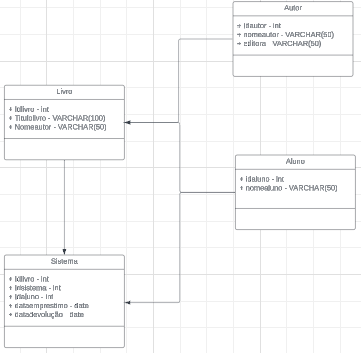 Autor
+ idautor - int
+ nomeautor - VARCHAR(50)
+ editora - VARCHAR(50)
Livro
+ idlivro - int
+ Titulolivro - VARCHAR(100)
+ Nomeautor - VARCHAR(50)
Aluno
+ idaluno - int
+ nomealuno - VARCHAR(50)
Sistema
+ idlivro - int
+ idsistema - int
+ idaluno - int
+ dataemprestimo - date
+ datadevolução - date